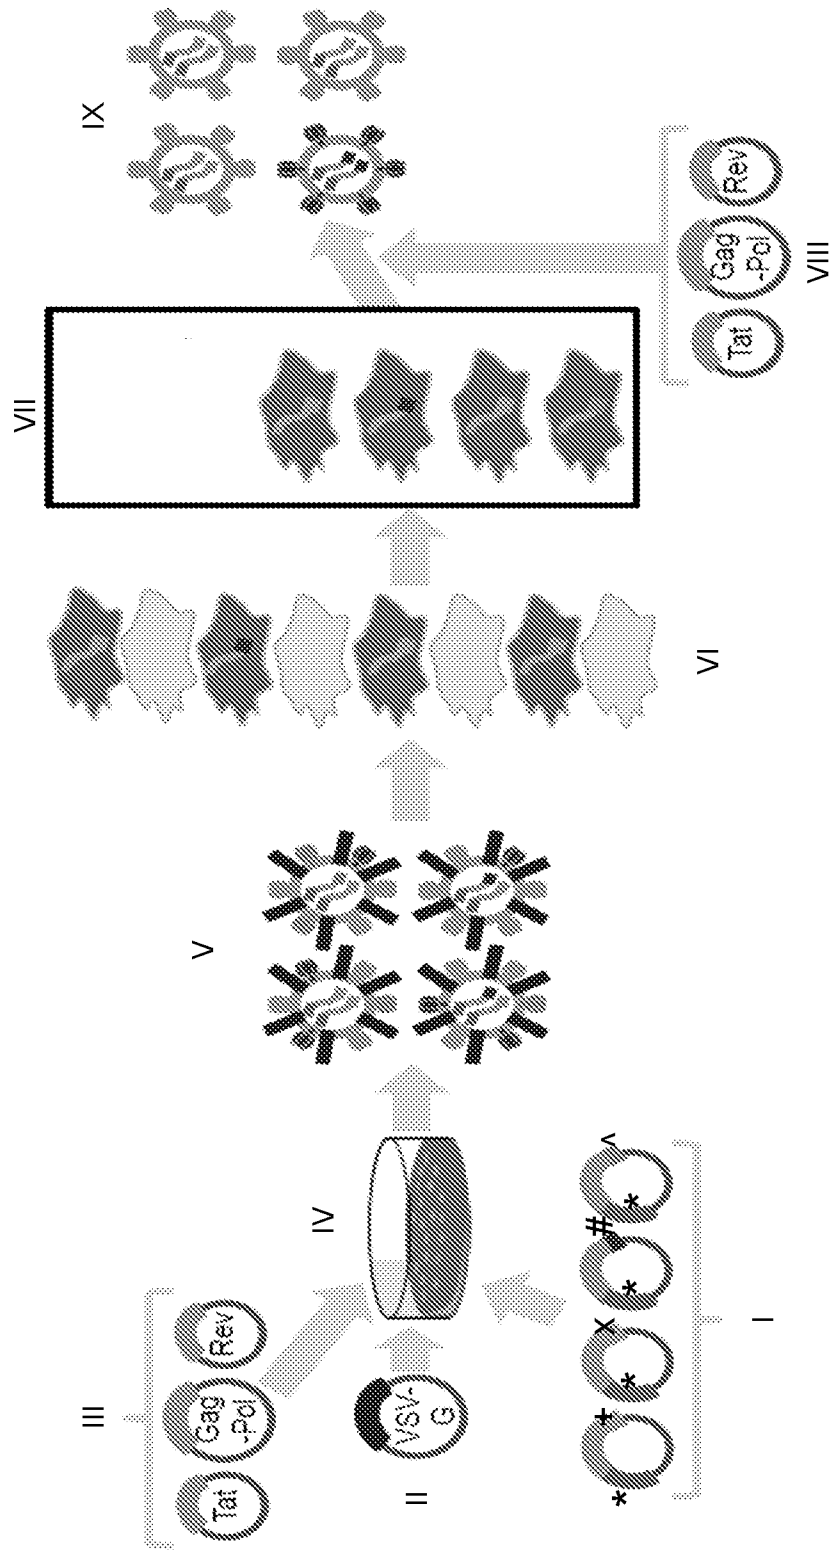 III
Tat
Gag
-Pol
Rev
II
VSV-
G
*
+
*
x
*
#
*
^
I
IV
V
VI
VII
Tat
Gag
-Pol
Rev
VIII
IX